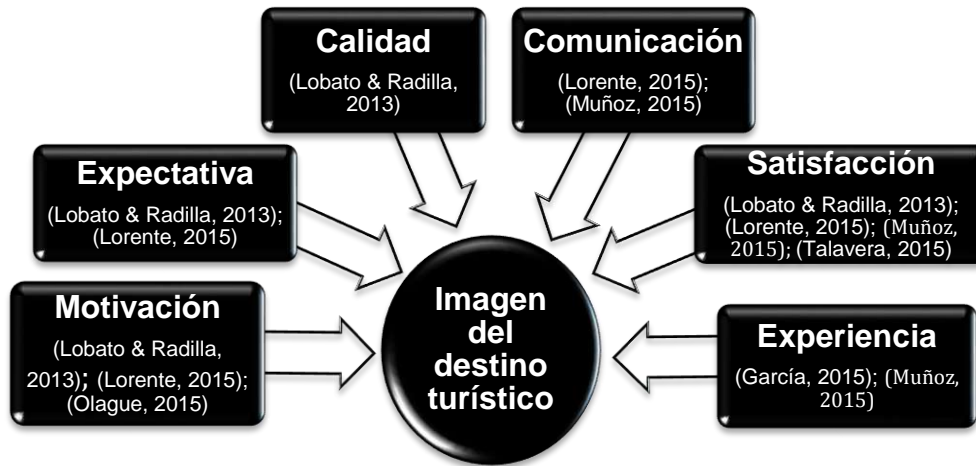 Calidad
(Lobato & Radilla,
2013)
Comunicación
(Lorente, 2015);
(Muñoz, 2015)
Expectativa
(Lobato & Radilla, 2013);
(Lorente, 2015)
Satisfacción
(Lobato & Radilla, 2013);
(Lorente, 2015); (Muñoz,
2015); (Talavera, 2015)
Motivación
(Lobato & Radilla,
2013); (Lorente, 2015);
(Olague, 2015)
Imagen
del
destino
turístico
Experiencia
(García, 2015); (Muñoz,
2015)